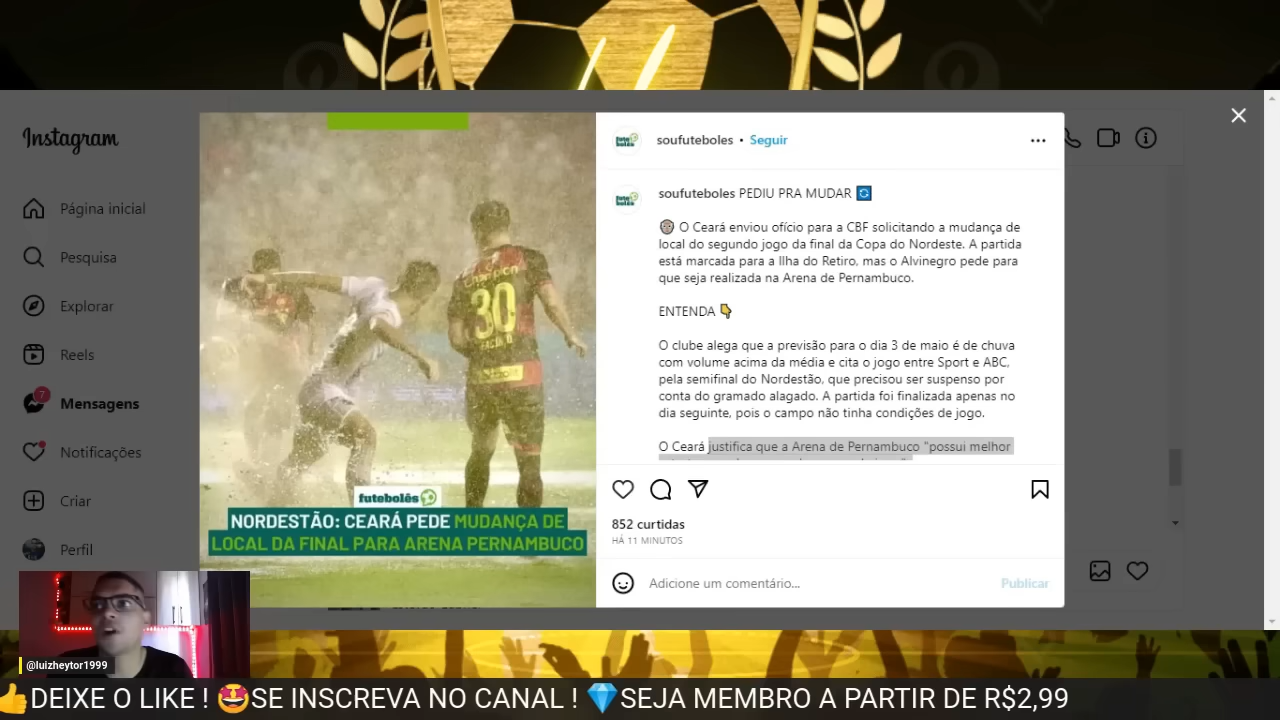 Instagram
Página inicial
Pesquisa
Explorar
Reels
7
Mensagens
Notificações
Criar
Perfil
30
futebolês
NORDESTÃO: CEARÁ PEDE MUDANÇA DE
LOCAL DA FINAL PARA ARENA PERNAMBUCO
soufuteboles • Seguir
soufuteboles PEDIU PRA MUDAR
O Ceará enviou ofício para a CBF solicitando a mudança de
local do segundo jogo da final da Copa do Nordeste. A partida
está marcada para a Ilha do Retiro, mas o Alvinegro pede para
que seja realizada na Arena de Pernambuco.
ENTENDA
O clube alega que a previsão para o dia 3 de maio é de chuva
com volume acima da média e cita o jogo entre Sport e ABC,
pela semifinal do Nordestão, que precisou ser suspenso por
conta do gramado alagado. A partida foi finalizada apenas no
dia seguinte, pois o campo não tinha condições de jogo.
O Ceará justifica que a Arena de Pernambuco "possui melhor
852 curtidas
HÁ 11 MINUTOS
Adicione um comentário...
Publicar
@luizheytor1999
DEIXE O LIKE ! SE INSCREVA NO CANAL ! SEJA MEMBRO A PARTIR DE R$2,99